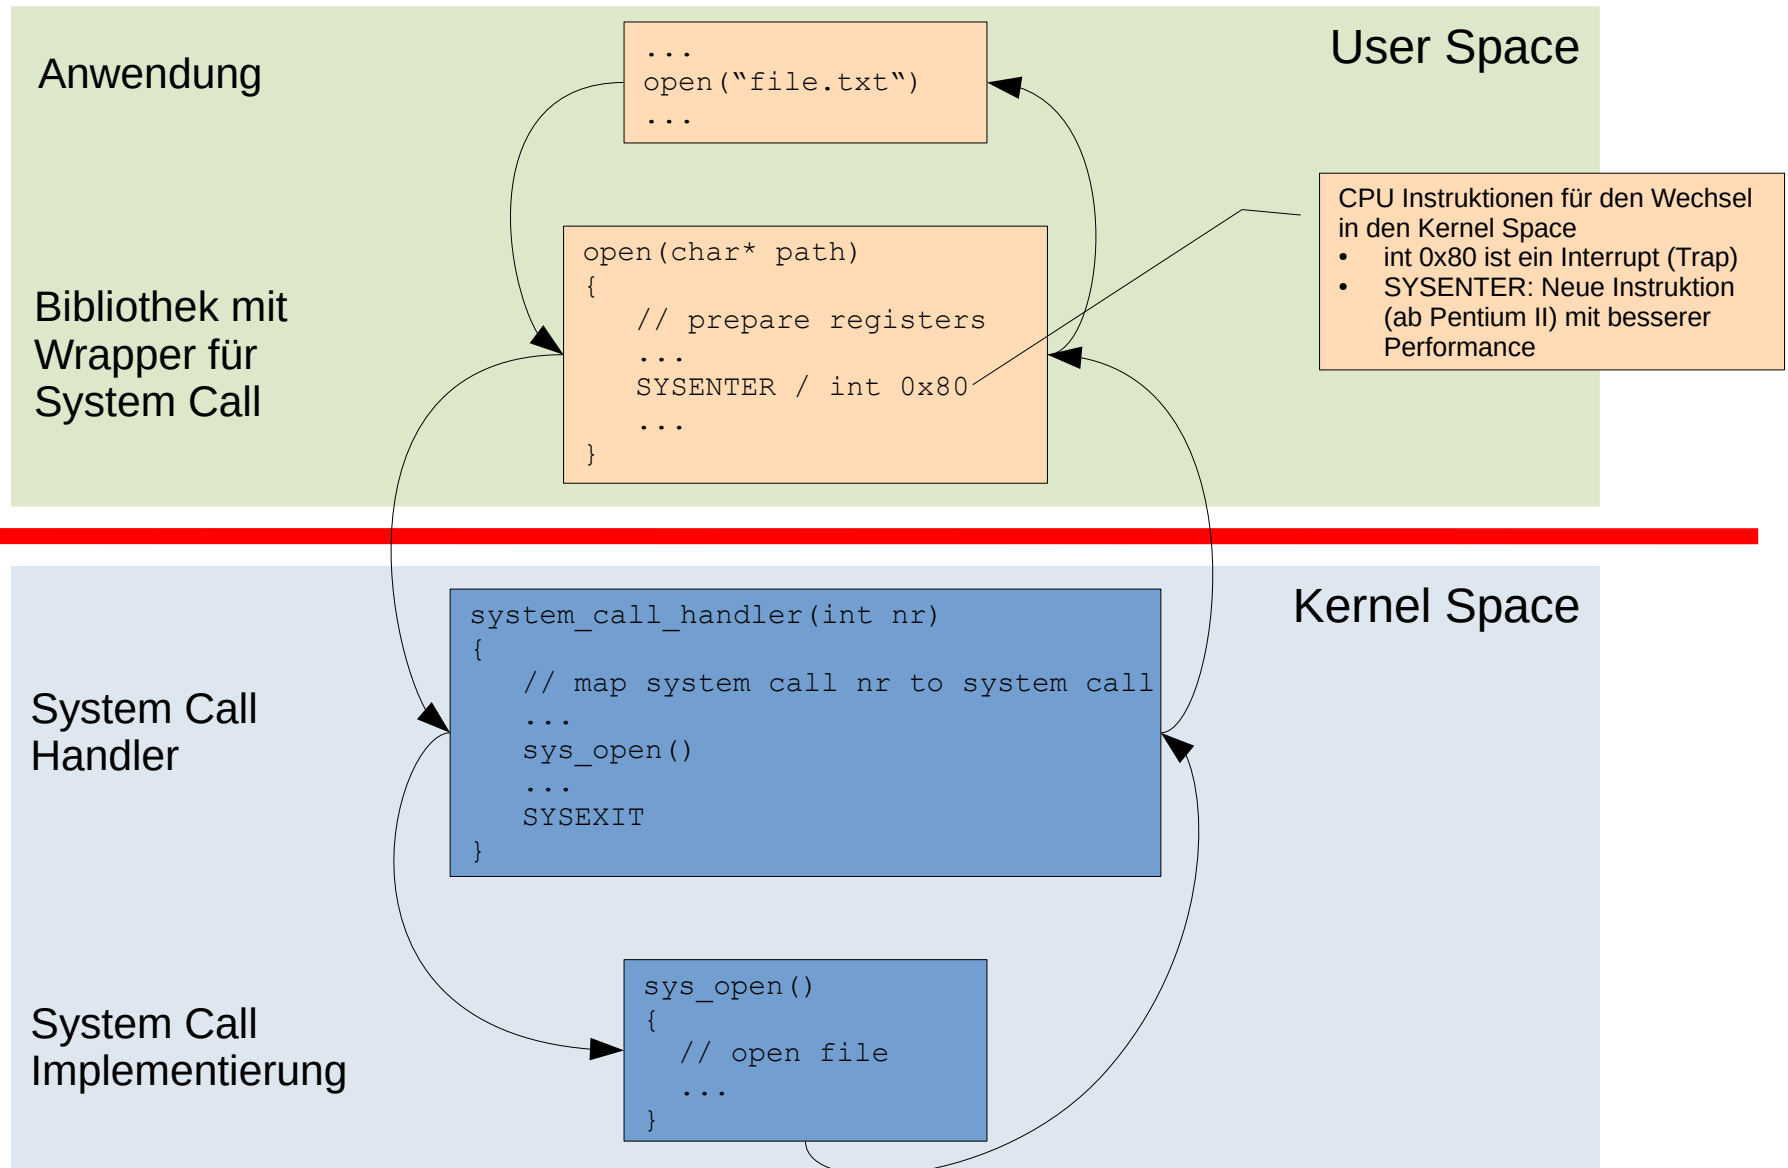 User Space
Anwendung
...
open(“file.txt“)
...
Bibliothek mit
Wrapper für
System Call
open(char* path)
{
// prepare registers
...
SYSENTER / int 0x80
...
}
CPU Instruktionen für den Wechsel
in den Kernel Space
• int 0x80 ist ein Interrupt (Trap)
• SYSENTER: Neue Instruktion
(ab Pentium II) mit besserer
Performance
Kernel Space
System Call
Handler
system_call_handler(int nr)
{
// map system call nr to system call
...
sys_open()
...
SYSEXIT
}
System Call
Implementierung
sys_open()
{
// open file
...
}